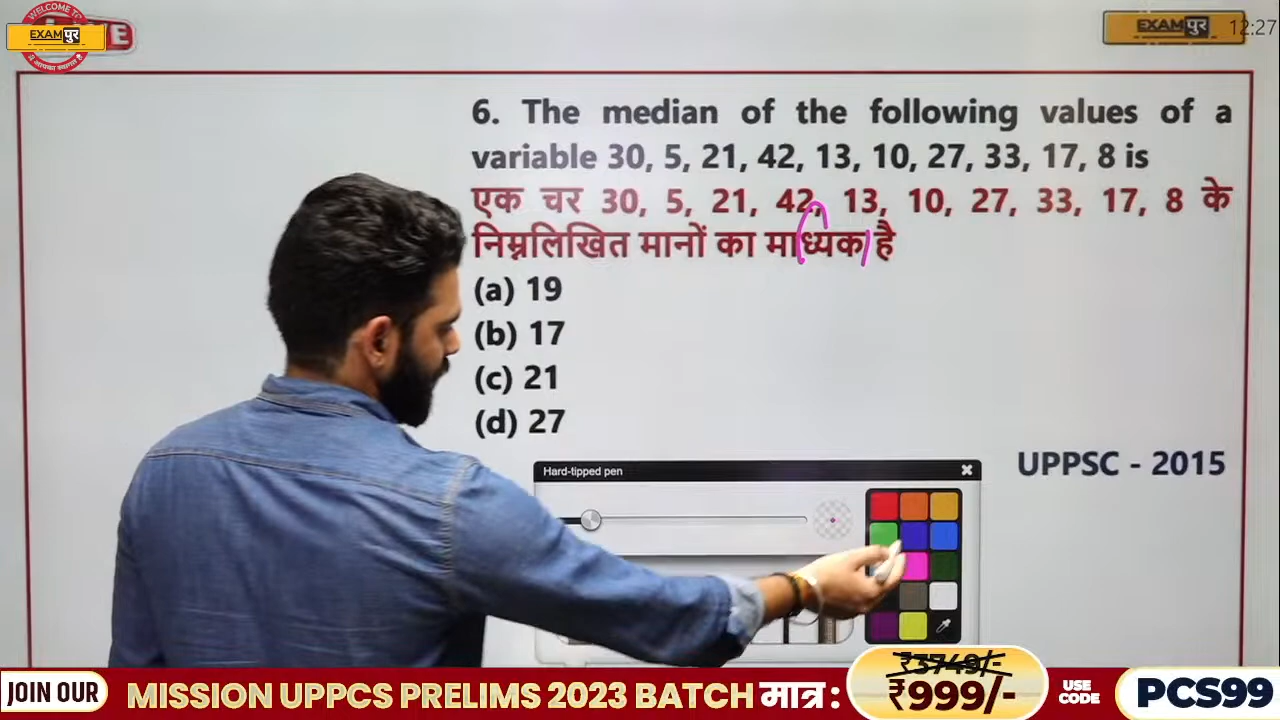 WELCOME TO
EXAMपुर
EXAMपुर
12:27
6. The median of the following values of a
variable 30, 5, 21, 42, 13, 10, 27, 33, 17, 8 is
एक चर 30, 5, 21, 42, 13, 10, 27, 33, 17, 8 के
निम्नलिखित मानों का माध्यक है
(a) 19
(b) 17
(c) 21
(d) 27
UPPSC - 2015
Hard-tipped pen
JOIN OUR
MISSION UPPCS PRELIMS 2023 BATCH मात्र :
₹3749/-
₹999/-
USE
CODE
PCS99